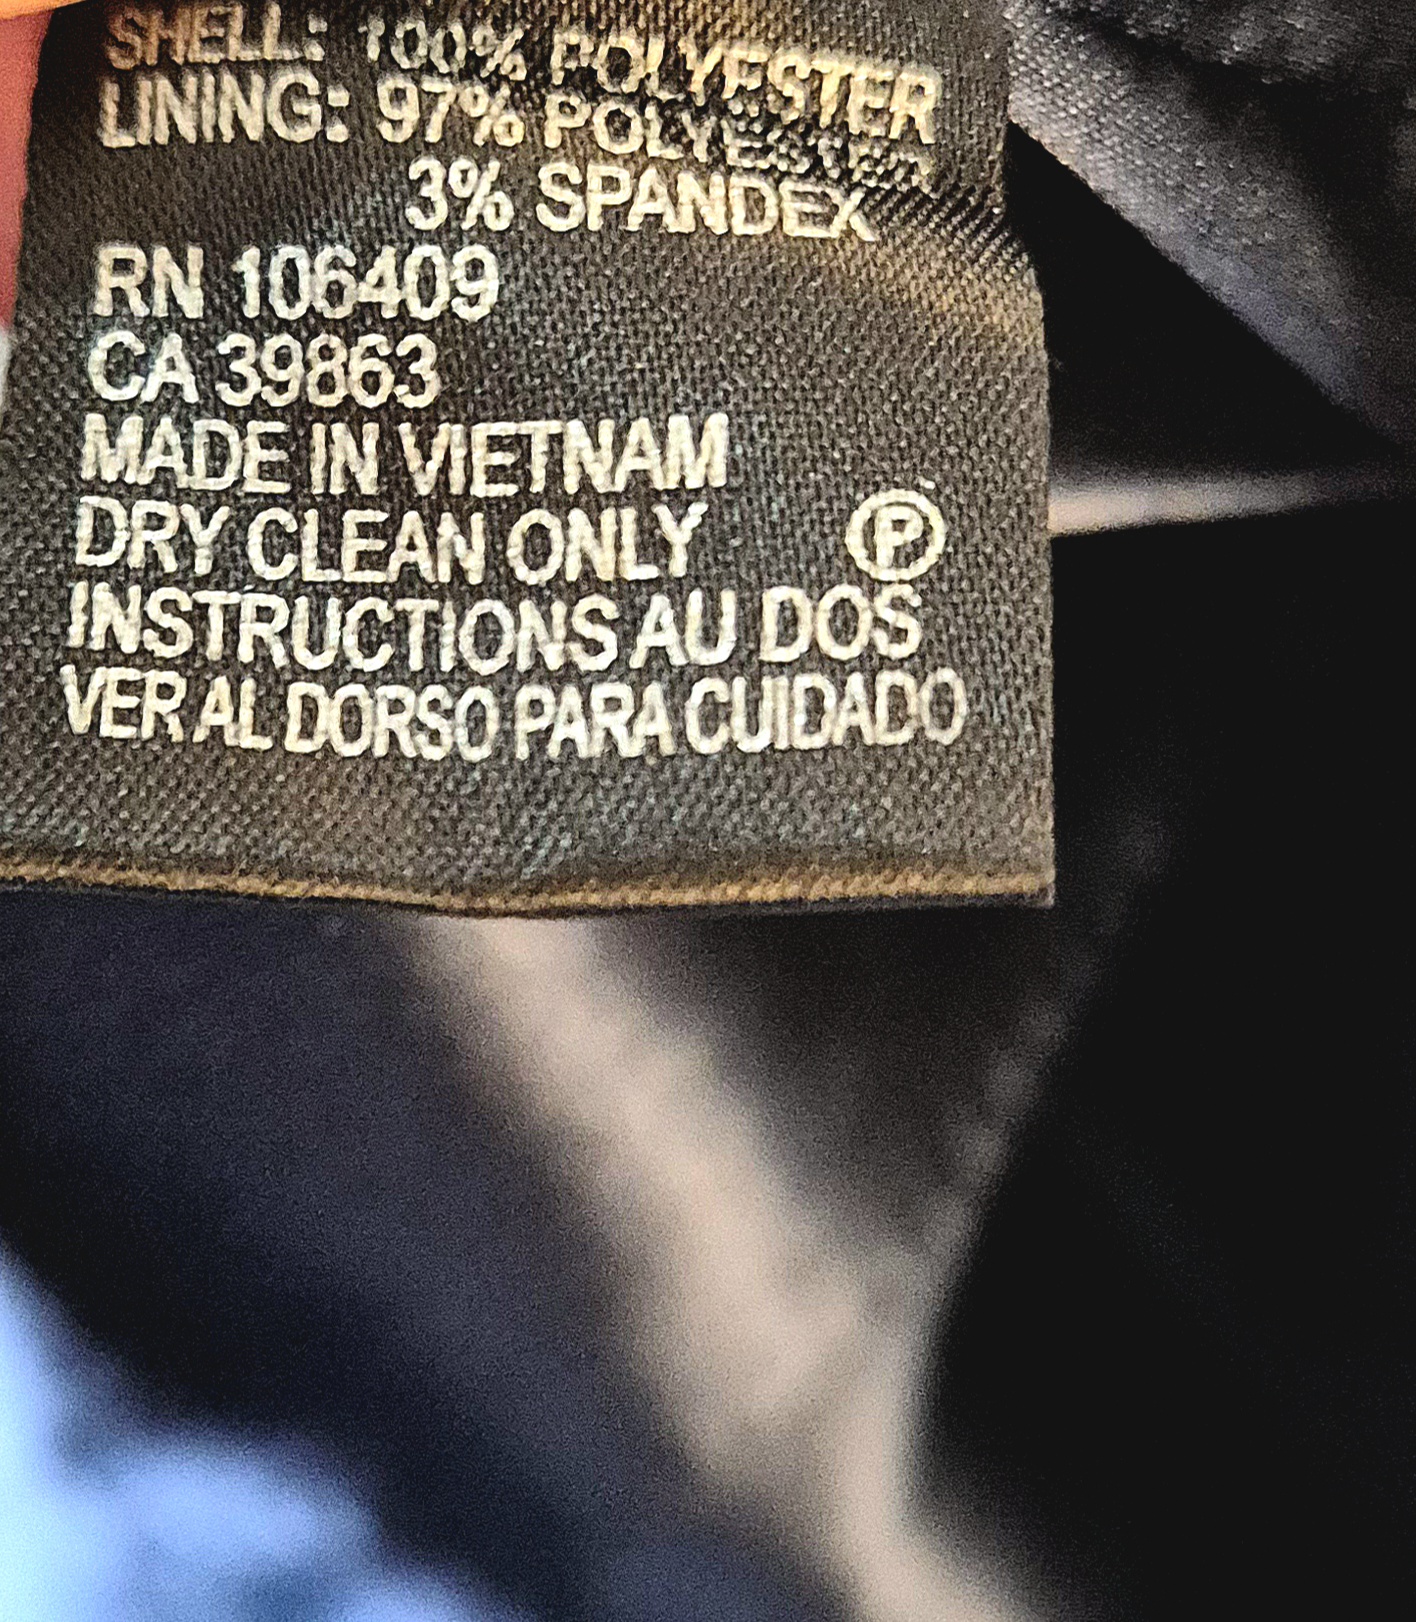 SHELL: 100% POLYESTER
LINING: 97% POLYESTER
3% SPANDEX
RN 106409
CA 39863
MADE IN VIETNAM
DRY CLEAN ONLY Ⓟ
INSTRUCTIONS AU DOS
VER AL DORSO PARA CUIDADO